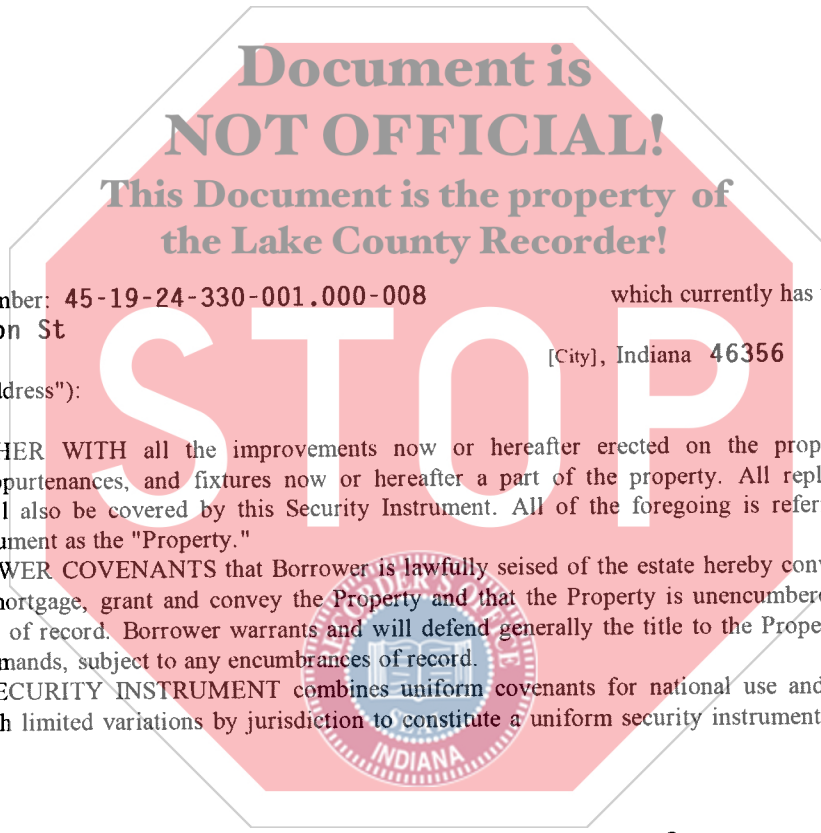 Document is
NOT OFFICIAL!
This Document is the property of
the Lake County Recorder!
mber: 45-19-24-330-001.000-008 which currently has
on St
[City], Indiana 46356
ddress"):
STOP
HER WITH all the improvements now or hereafter erected on the prop
ppurtenances, and fixtures now or hereafter a part of the property. All repl
l also be covered by this Security Instrument. All of the foregoing is refer
ument as the "Property."
WER COVENANTS that Borrower is lawfully seised of the estate hereby conv
mortgage, grant and convey the Property and that the Property is unencumbere
of record. Borrower warrants and will defend generally the title to the Prope
mands, subject to any encumbrances of record.
ECURITY INSTRUMENT combines uniform covenants for national use and
h limited variations by jurisdiction to constitute a uniform security instrument
RECORDER'S OFFICE
SEAL
INDIANA